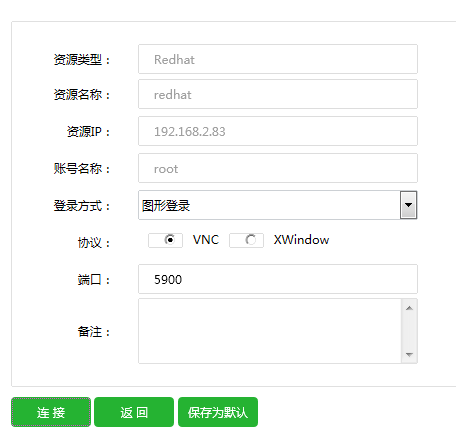 资源类型： Redhat
资源名称： redhat
资源IP： 192.168.2.83
账号名称： root
登录方式： 图形登录
协议： VNC XWindow
端口： 5900
备注：
连 接 返 回 保存为默认